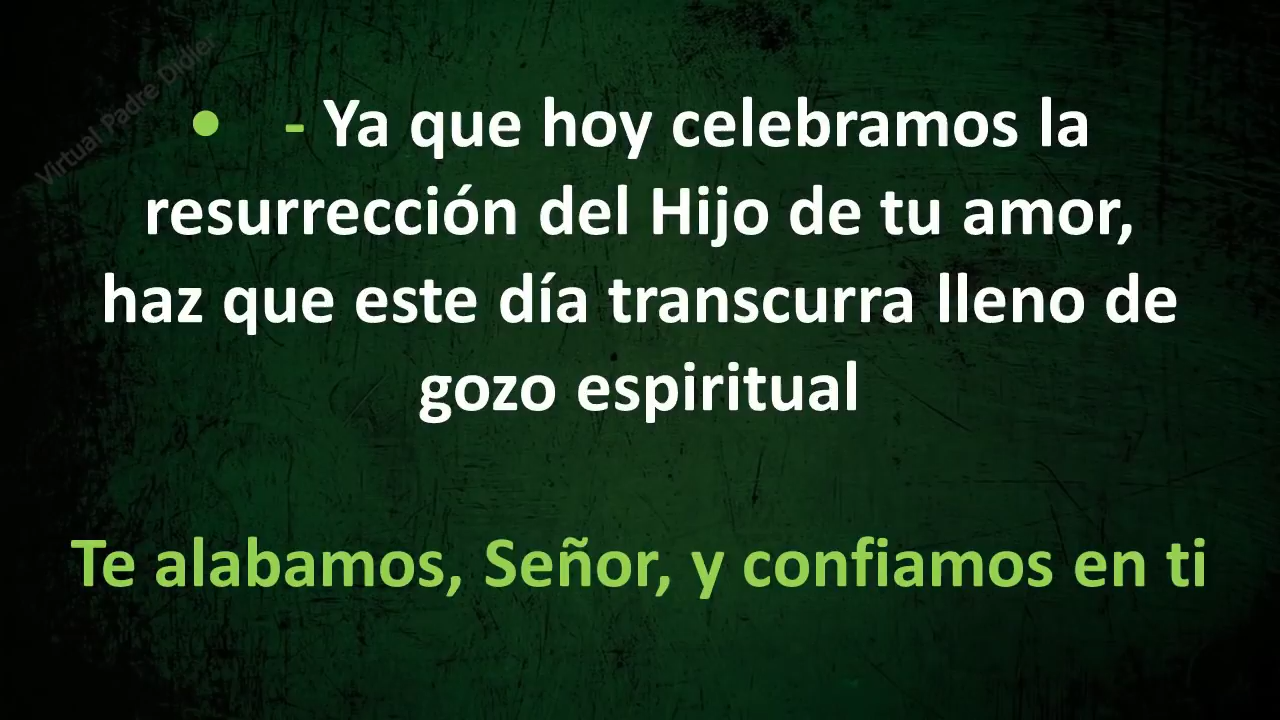 Virtual Padre Didier
• - Ya que hoy celebramos la
resurrección del Hijo de tu amor,
haz que este día transcurra lleno de
gozo espiritual
Te alabamos, Señor, y confiamos en ti